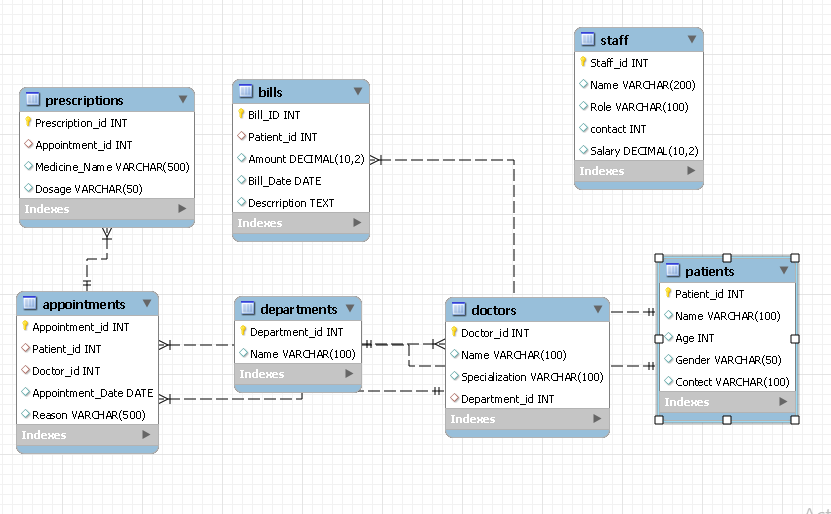 staff
Staff_id INT
Name VARCHAR(200)
Role VARCHAR(100)
contact INT
Salary DECIMAL(10,2)
prescriptions
Prescription_id INT
Appointment_id INT
Medicine_Name VARCHAR(500)
Dosage VARCHAR(50)
Indexes
bills
Bill_ID INT
Patient_id INT
Amount DECIMAL(10,2)
Bill_Date DATE
Descrription TEXT
Indexes
appointments
Appointment_id INT
Patient_id INT
Doctor_id INT
Appointment_Date DATE
Reason VARCHAR(500)
Indexes
departments
Department_id INT
Name VARCHAR(100)
Indexes
doctors
Doctor_id INT
Name VARCHAR(100)
Specialization VARCHAR(100)
Department_id INT
Indexes
patients
Patient_id INT
Name VARCHAR(100)
Age INT
Gender VARCHAR(50)
Contect VARCHAR(100)
Indexes